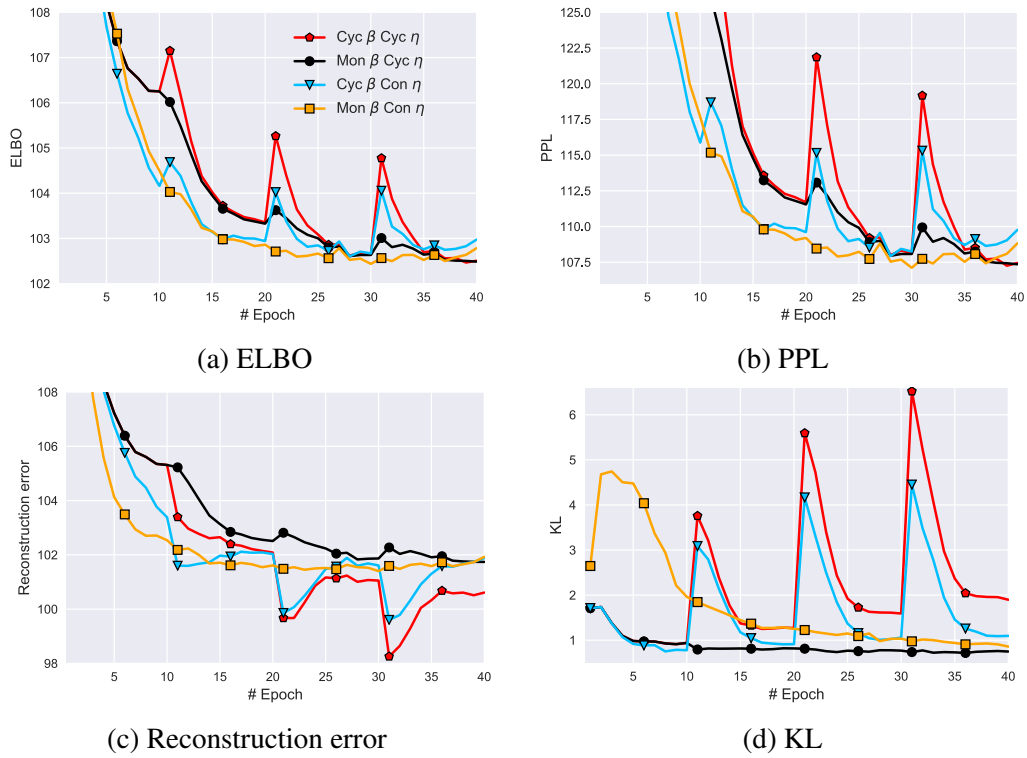 108
107
106
105
104
103
102
ELBO
Cyc β Cyc η
Mon β Cyc η
Cyc β Con η
Mon β Con η
5 10 15 20 25 30 35 40
# Epoch
(a) ELBO
125.0
122.5
120.0
117.5
115.0
112.5
110.0
107.5
PPL
5 10 15 20 25 30 35 40
# Epoch
(b) PPL
108
106
104
102
100
98
Reconstruction error
5 10 15 20 25 30 35 40
# Epoch
(c) Reconstruction error
6
5
4
3
2
1
KL
5 10 15 20 25 30 35 40
# Epoch
(d) KL